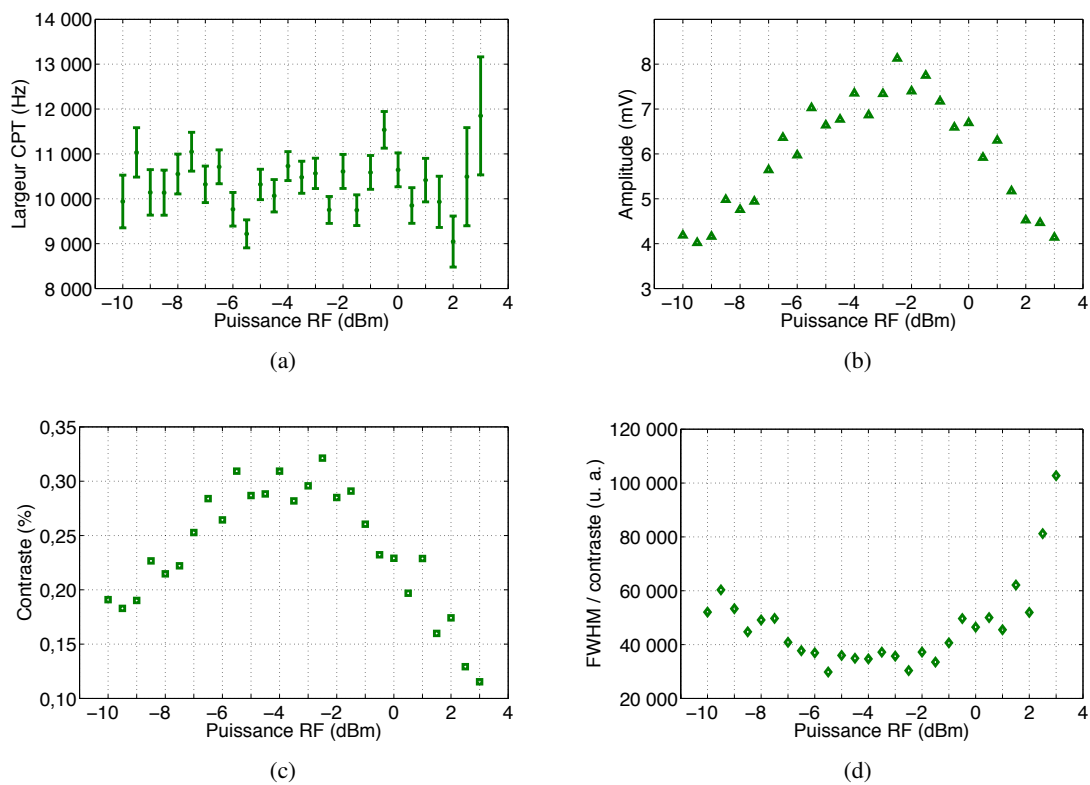 14 000
13 000
12 000
11 000
10 000
9 000
8 000
Largeur CPT (Hz)
−10 −8 −6 −4 −2 0 2 4
Puissance RF (dBm)
(a)
8
7
6
5
4
3
Amplitude (mV)
−10 −8 −6 −4 −2 0 2 4
Puissance RF (dBm)
(b)
0,35
0,30
0,25
0,20
0,15
0,10
Contraste (%)
−10 −8 −6 −4 −2 0 2 4
Puissance RF (dBm)
(c)
120 000
100 000
80 000
60 000
40 000
20 000
FWHM / contraste (u. a.)
−10 −8 −6 −4 −2 0 2 4
Puissance RF (dBm)
(d)